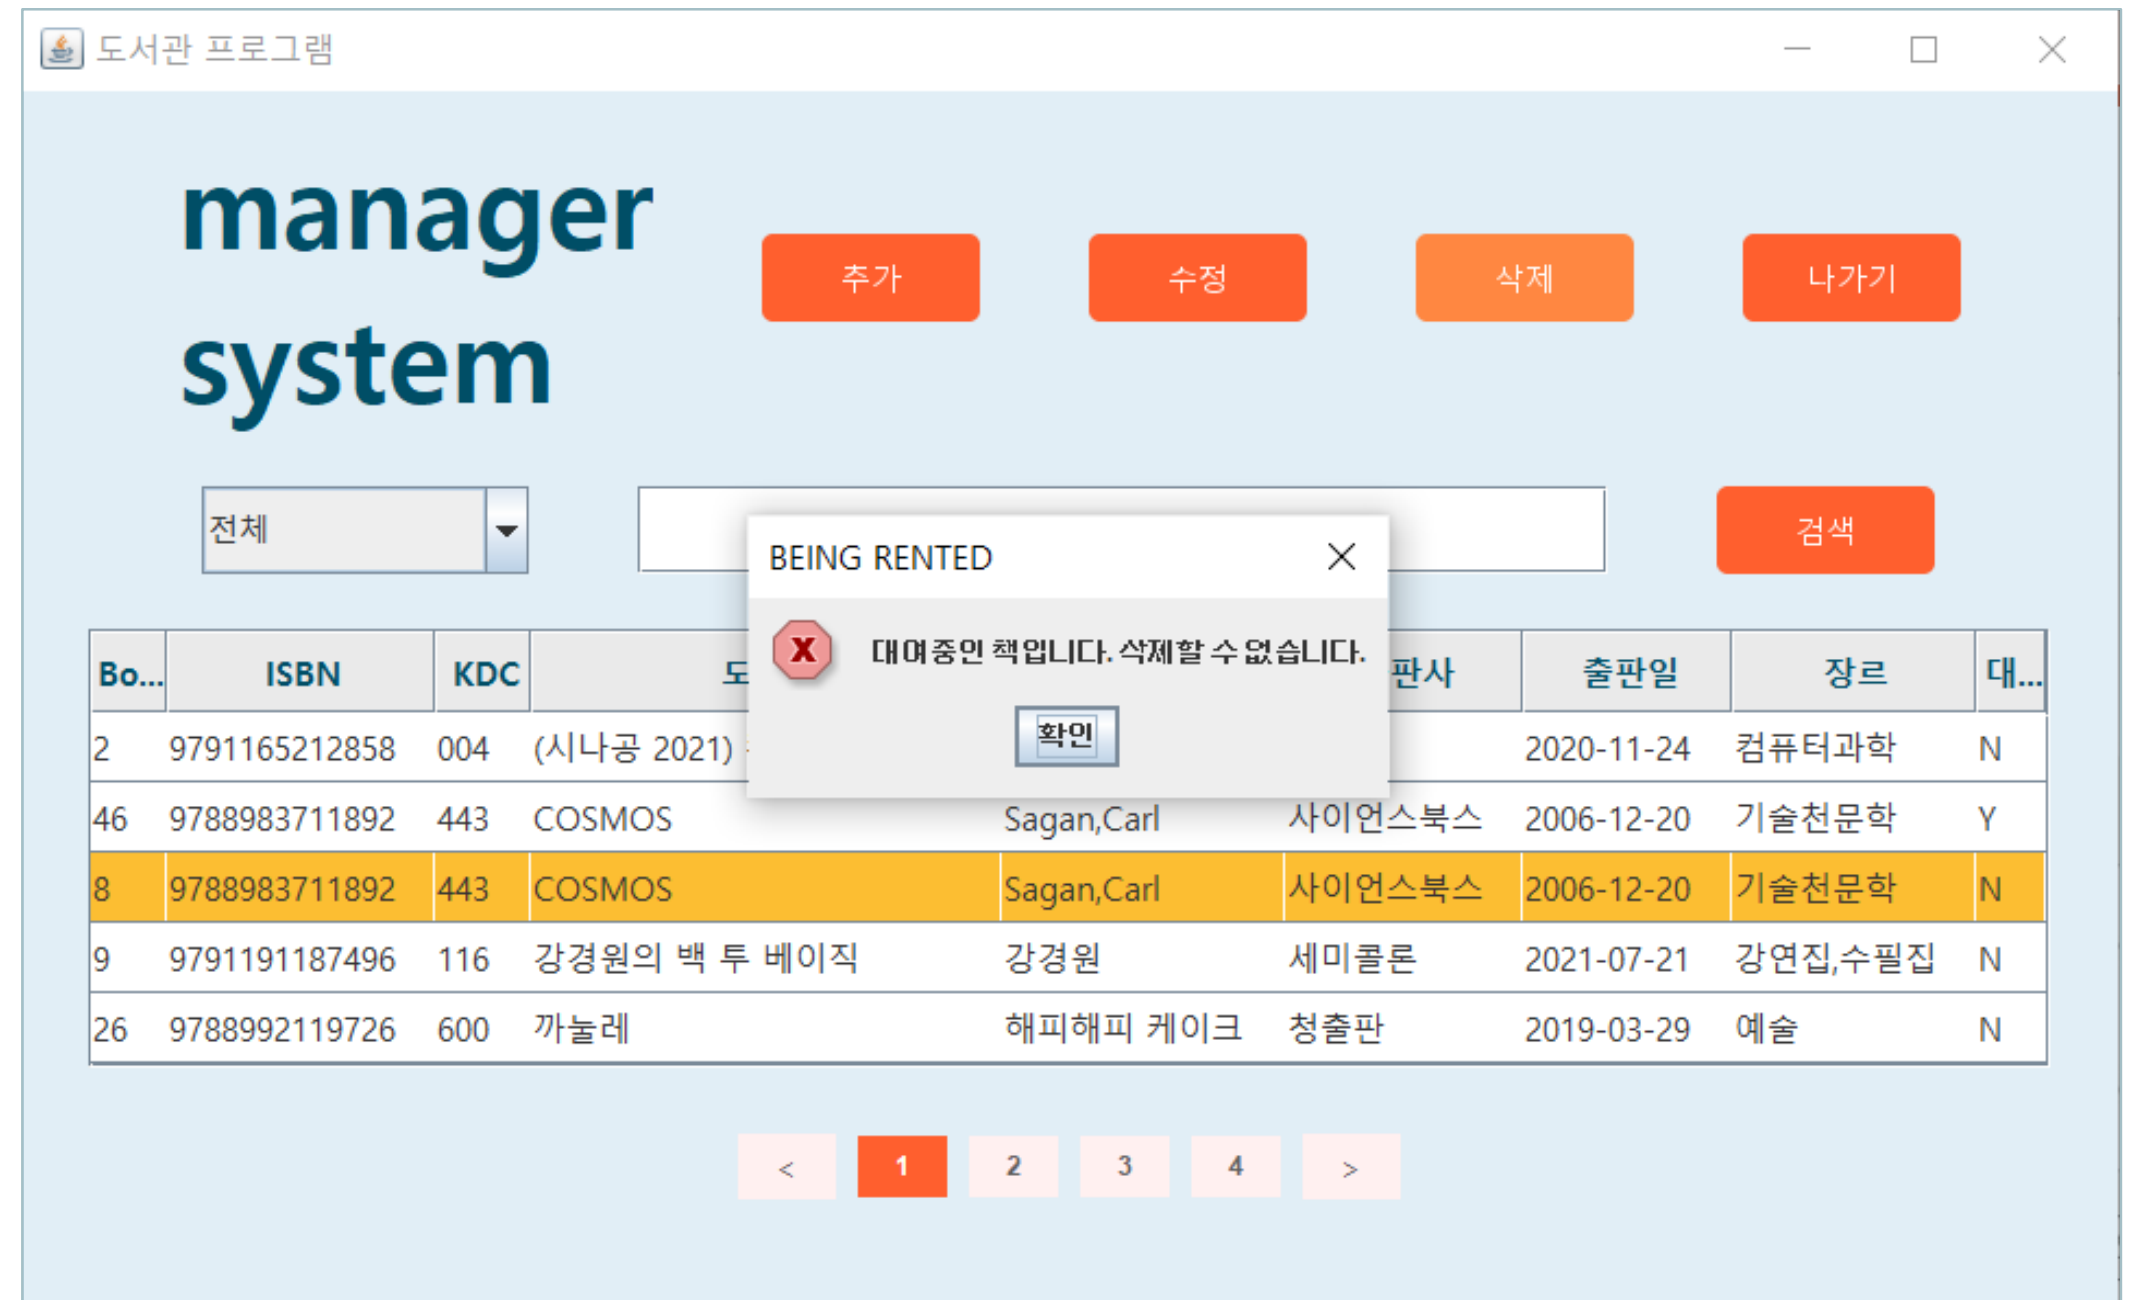 도서관 프로그램
manager
system
추가 수정 삭제 나가기
전체 검색
BEING RENTED
대여중인 책입니다. 삭제할 수 없습니다.
확인
Bo... ISBN KDC 도 판사 출판일 장르 대...
2 9791165212858 004 (시나공 2021) 2020-11-24 컴퓨터과학 N
46 9788983711892 443 COSMOS Sagan,Carl 사이언스북스 2006-12-20 기술천문학 Y
8 9788983711892 443 COSMOS Sagan,Carl 사이언스북스 2006-12-20 기술천문학 N
9 9791191187496 116 강경원의 백 투 베이직 강경원 세미콜론 2021-07-21 강연집,수필집 N
26 9788992119726 600 까눌레 해피해피 케이크 청출판 2019-03-29 예술 N
< 1 2 3 4 >